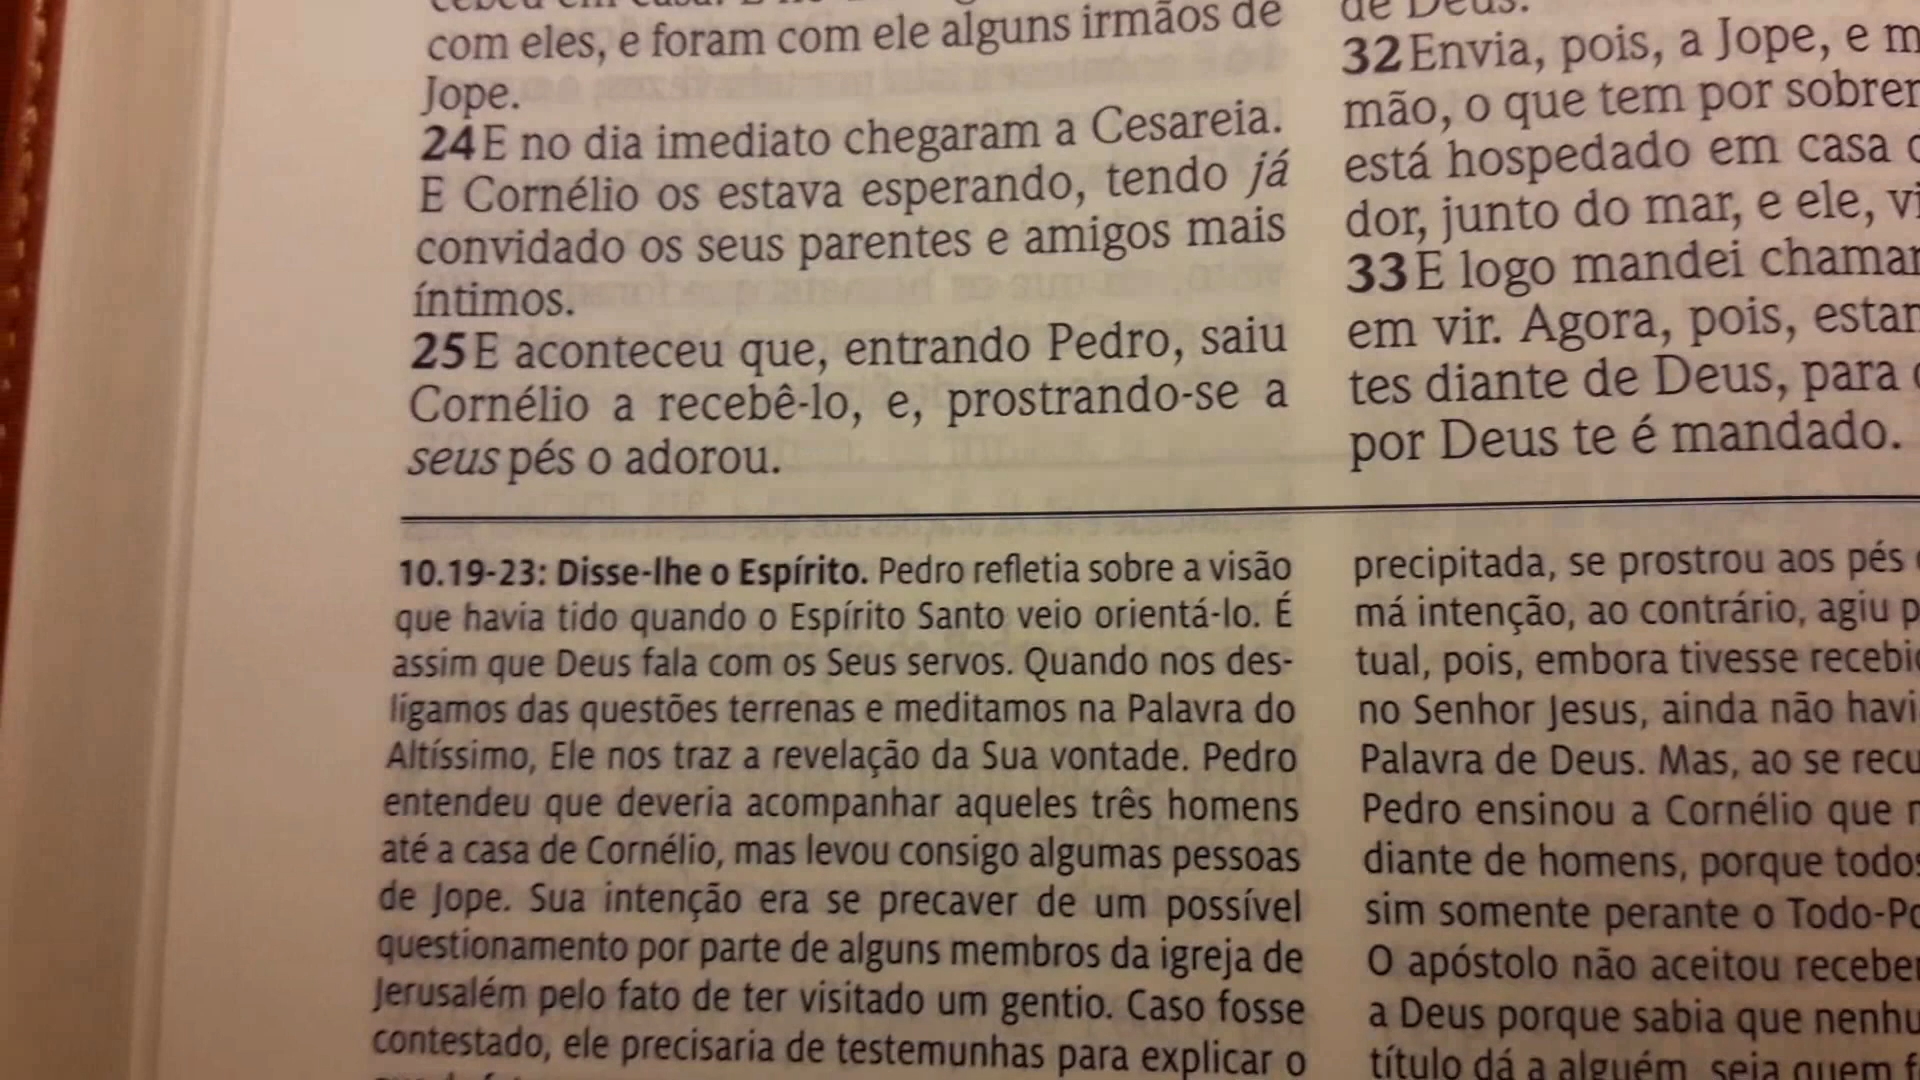 com eles, e foram com ele alguns irmãos de
Jope.
24 E no dia imediato chegaram a Cesareia.
E Cornélio os estava esperando, tendo já
convidado os seus parentes e amigos mais
íntimos.
25 E aconteceu que, entrando Pedro, saiu
Cornélio a recebê-lo, e, prostrando-se a
seus pés o adorou.
de Deus.
32 Envia, pois, a Jope, e
mão, o que tem por
está hospedado em casa
dor, junto do mar, e ele,
33 E logo mandei
em vir. Agora, pois,
tes diante de Deus, para
por Deus te é mandado.
10.19-23: Disse-lhe o Espírito. Pedro refletia sobre a visão
que havia tido quando o Espírito Santo veio orientá-lo. É
assim que Deus fala com os Seus servos. Quando nos des-
ligamos das questões terrenas e meditamos na Palavra do
Altíssimo, Ele nos traz a revelação da Sua vontade. Pedro
entendeu que deveria acompanhar aqueles três homens
até a casa de Cornélio, mas levou consigo algumas pessoas
de Jope. Sua intenção era se precaver de um possível
questionamento por parte de alguns membros da igreja de
Jerusalém pelo fato de ter visitado um gentio. Caso fosse
contestado, ele precisaria de testemunhas para explicar o
precipitada, se prostrou aos pés
má intenção, ao contrário, agiu
tual, pois, embora tivesse
no Senhor Jesus, ainda não
Palavra de Deus. Mas, ao se
Pedro ensinou a Cornélio que
diante de homens, porque
sim somente perante o
O apóstolo não aceitou
a Deus porque sabia que
título dá a alguém, seja quem